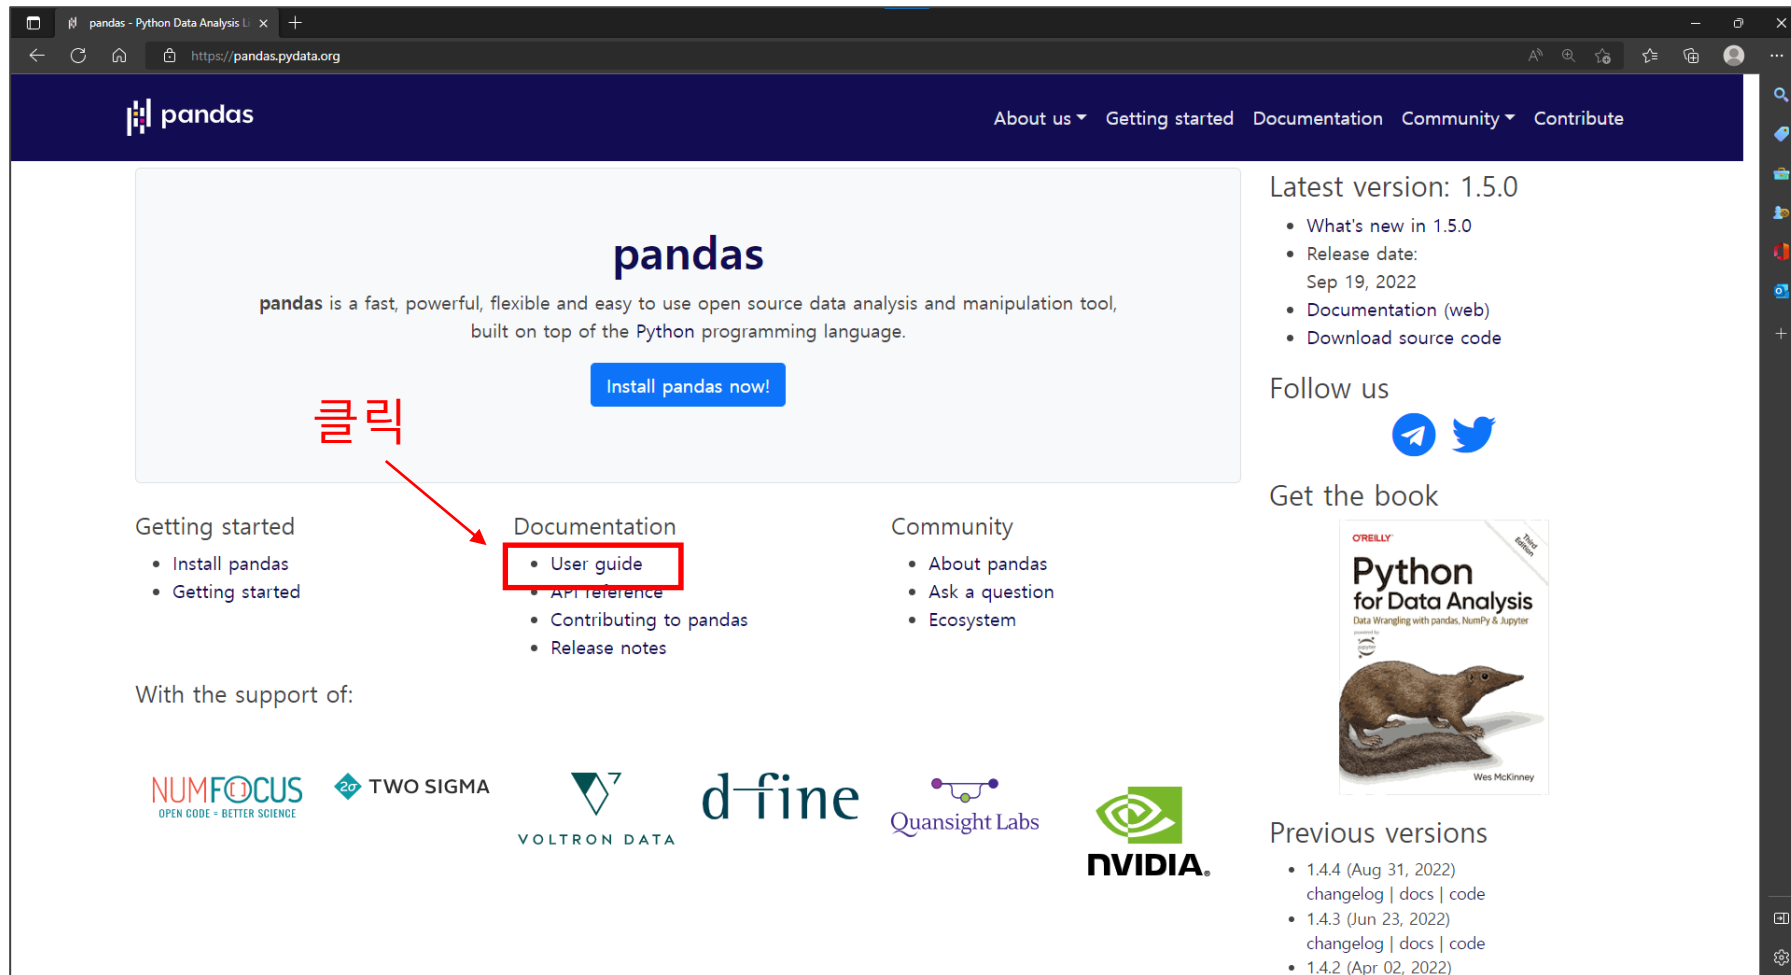 pandas - Python Data Analysis Li
https://pandas.pydata.org
pandas
About us Getting started Documentation Community Contribute
pandas
pandas is a fast, powerful, flexible and easy to use open source data analysis and manipulation tool,
built on top of the Python programming language.
Install pandas now!
클릭
Getting started
Install pandas
Getting started
Documentation
User guide
API reference
Contributing to pandas
Release notes
Community
About pandas
Ask a question
Ecosystem
With the support of:
NUMFOCUS
OPEN CODE = BETTER SCIENCE
2σ TWO SIGMA
VOLTRON DATA
d-fine
Quansight Labs
NVIDIA.
Latest version: 1.5.0
What's new in 1.5.0
Release date:
Sep 19, 2022
Documentation (web)
Download source code
Follow us
Get the book
O'REILLY
Third
Edition
Python
for Data Analysis
Data Wrangling with pandas, NumPy & Jupyter
powered by
jupyter
Wes McKinney
Previous versions
1.4.4 (Aug 31, 2022)
changelog | docs | code
1.4.3 (Jun 23, 2022)
changelog | docs | code
1.4.2 (Apr 02, 2022)